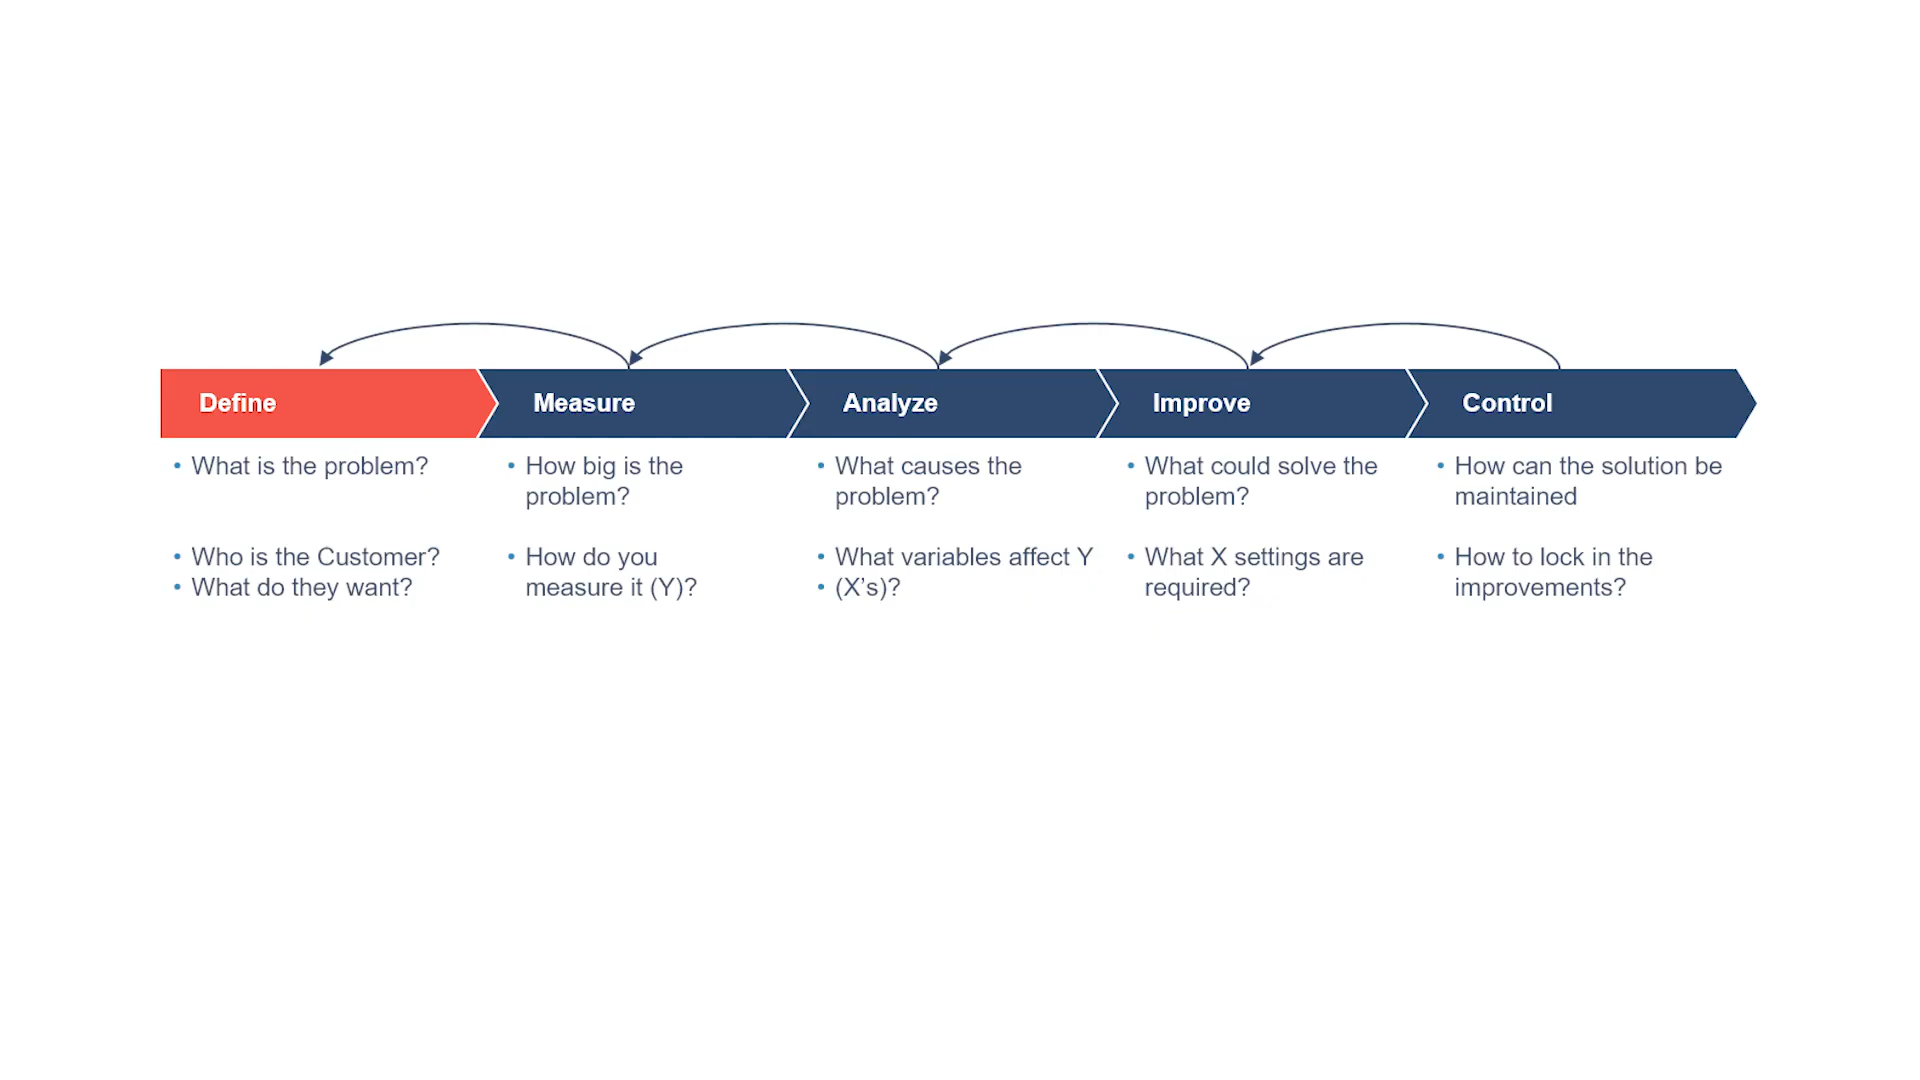 Define
Measure
Analyze
Improve
Control
• What is the problem?
• Who is the Customer?
• What do they want?
• How big is the
problem?
• How do you
measure it (Y)?
• What causes the
problem?
• What variables affect Y
• (X’s)?
• What could solve the
problem?
• What X settings are
required?
• How can the solution be
maintained
• How to lock in the
improvements?